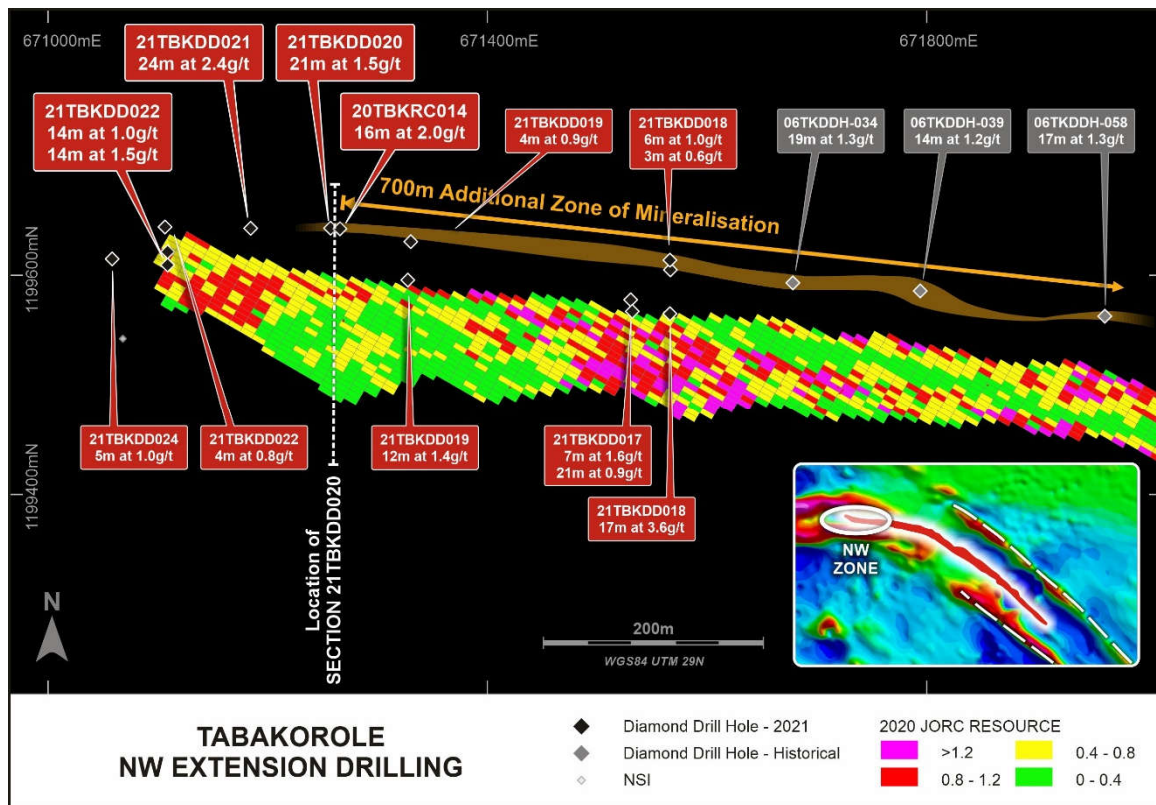 671000mE
671400mE
671800mE
21TBKDD021
24m at 2.4g/t
21TBKDD020
21m at 1.5g/t
21TBKDD022
14m at 1.0g/t
14m at 1.5g/t
20TBKRC014
16m at 2.0g/t
21TBKDD019
4m at 0.9g/t
21TBKDD018
6m at 1.0g/t
3m at 0.6g/t
06TKDDH-034
19m at 1.3g/t
06TKDDH-039
14m at 1.2g/t
06TKDDH-058
17m at 1.3g/t
700m Additional Zone of Mineralisation
1199600mN
1199400mN
21TBKDD024
5m at 1.0g/t
21TBKDD022
4m at 0.8g/t
Location of
SECTION 21TBKDD020
21TBKDD019
12m at 1.4g/t
21TBKDD017
7m at 1.6g/t
21m at 0.9g/t
21TBKDD018
17m at 3.6g/t
NW
ZONE
N
200m
WGS84 UTM 29N
TABAKOROLE
NW EXTENSION DRILLING
Diamond Drill Hole - 2021
Diamond Drill Hole - Historical
NSI
2020 JORC RESOURCE
>1.2
0.4 - 0.8
0.8 - 1.2
0 - 0.4